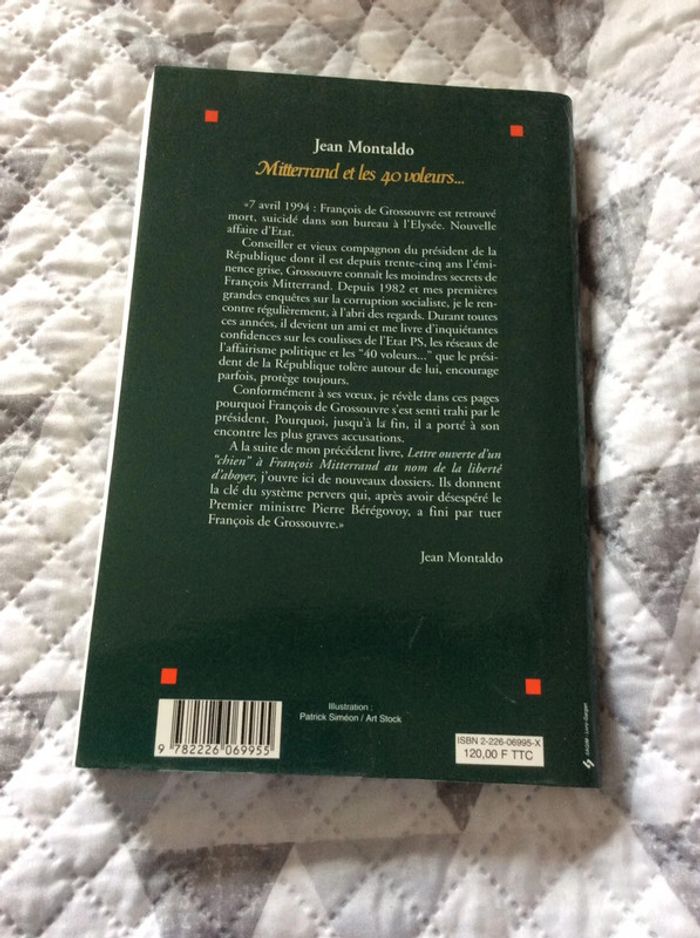 Jean Montaldo
Mitterrand et les 40 voleurs...
«7 avril 1994 : François de Grossouvre est retrouvé
mort, suicidé dans son bureau à l'Elysée. Nouvelle
affaire d'Etat.
Conseiller et vieux compagnon du président de la
République dont il est depuis trente-cinq ans l'émi-
nence grise, Grossouvre connaît les moindres secrets de
François Mitterrand. Depuis 1982 et mes premières
grandes enquêtes sur la corruption socialiste, je le ren-
contre régulièrement, à l'abri des regards. Durant toutes
ces années, il devient un ami et me livre d'inquiétantes
confidences sur les coulisses de l'Etat PS, les réseaux de
l'affairisme politique et les "40 voleurs..." que le prési-
dent de la République tolère autour de lui, encourage
parfois, protège toujours.
Conformément à ses vœux, je révèle dans ces pages
pourquoi François de Grossouvre s'est senti trahi par le
président. Pourquoi, jusqu'à la fin, il a porté à son
encontre les plus graves accusations.
A la suite de mon précédent livre, Lettre ouverte d'un
"chien" à François Mitterrand au nom de la liberté
d'aboyer, j'ouvre ici de nouveaux dossiers. Ils donnent
la clé du système pervers qui, après avoir désespéré le
Premier ministre Pierre Bérégovoy, a fini par tuer
François de Grossouvre.»
Jean Montaldo
Illustration :
Patrick Siméon / Art Stock
9 782226 069955
ISBN 2-226-06995-X
120,00 F TTC